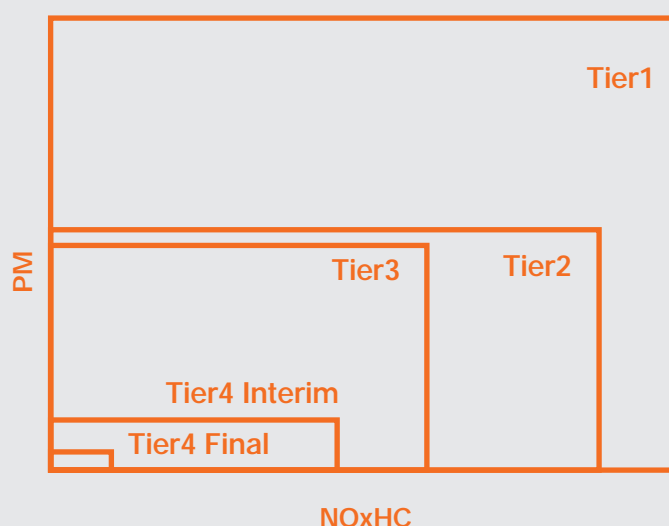 Tier1
Tier2
Tier3
PM
Tier4 Interim
Tier4 Final
NOxHC